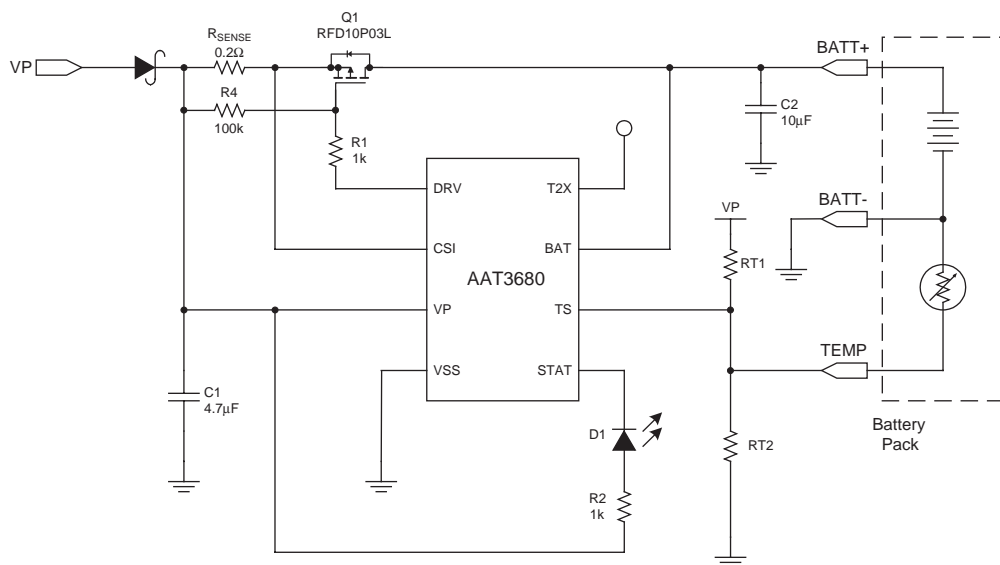 Q1
RFD10P03L
R_SENSE
0.2Ω
VP
BATT+
R4
100k
C2
10µF
R1
1k
DRV
T2X
BATT-
VP
CSI
BAT
RT1
AAT3680
VP
TS
TEMP
VSS
STAT
C1
4.7µF
D1
Battery
Pack
RT2
R2
1k